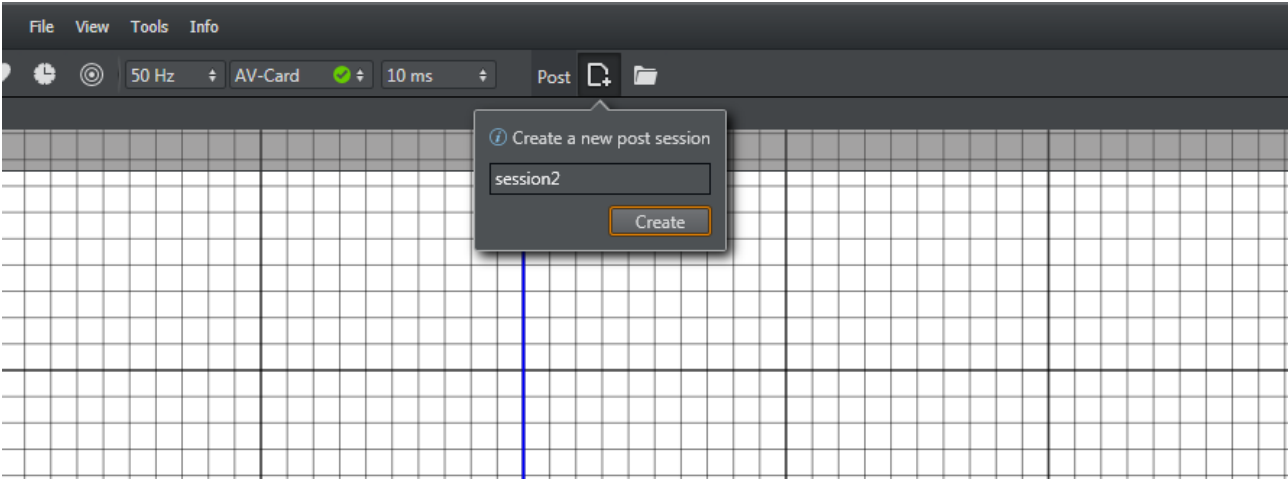 File View Tools Info
50 Hz AV-Card 10 ms Post
Create a new post session
session2
Create